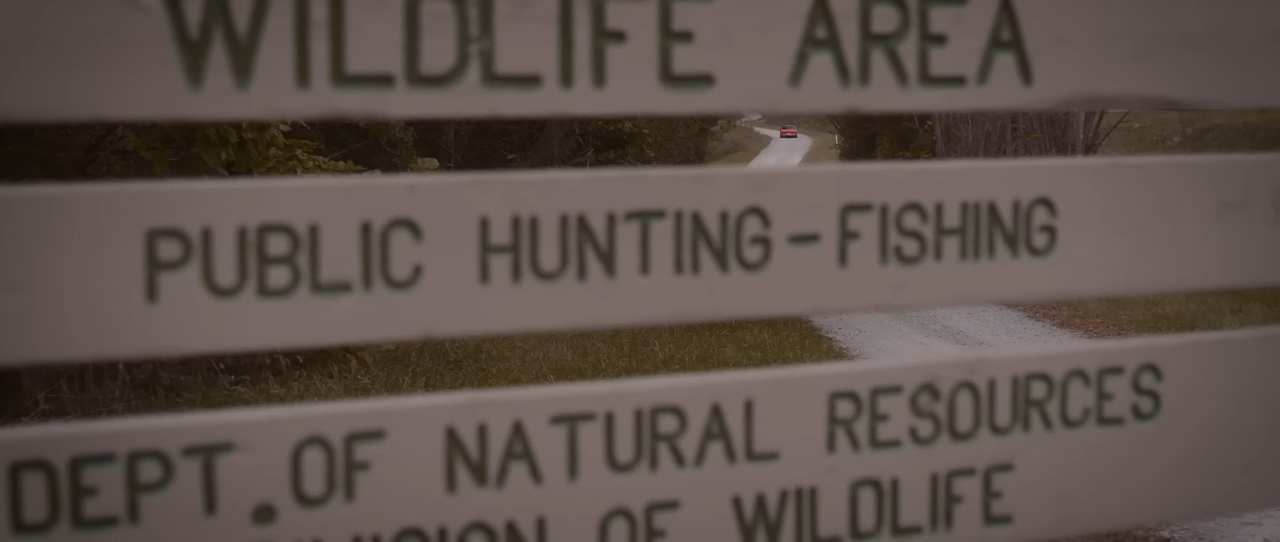 WILDLIFE AREA
PUBLIC HUNTING-FISHING
DEPT. OF NATURAL RESOURCES
OF WILDLIFE